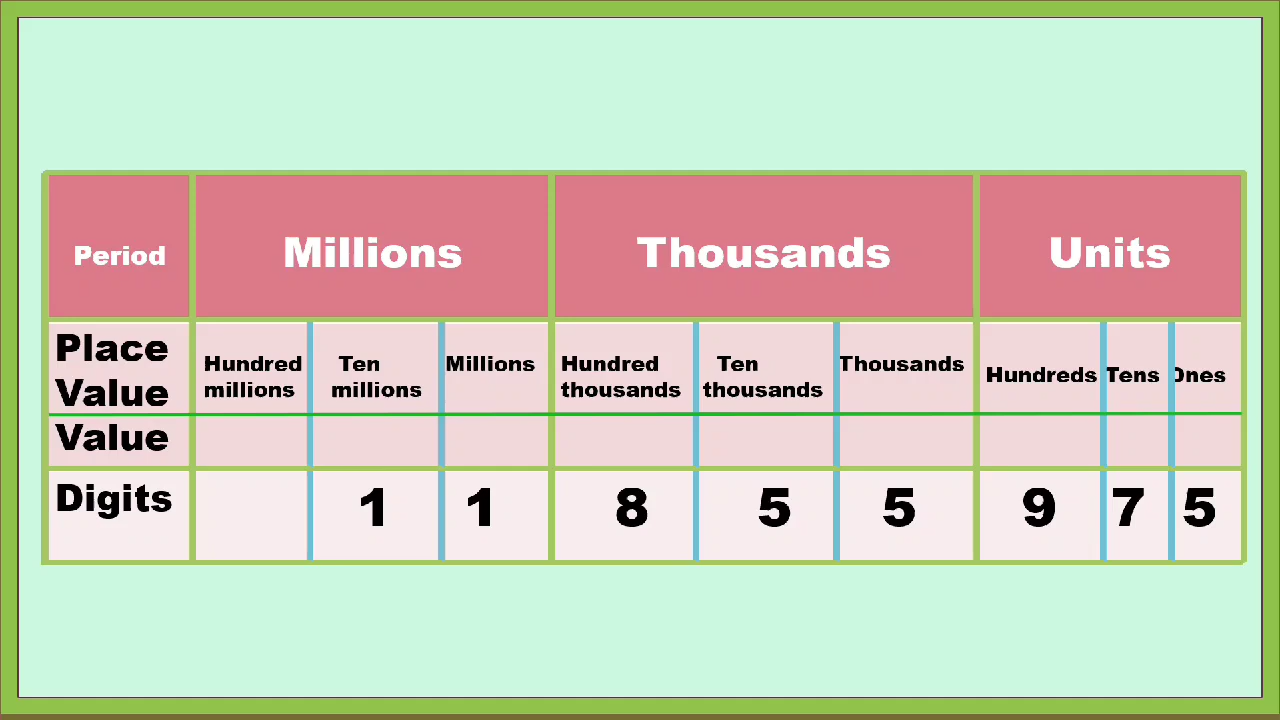 Period Millions Thousands Units
Place Value Hundred millions Ten millions Millions Hundred thousands Ten thousands Thousands Hundreds Tens Ones
Value
Digits 1 1 8 5 5 9 7 5